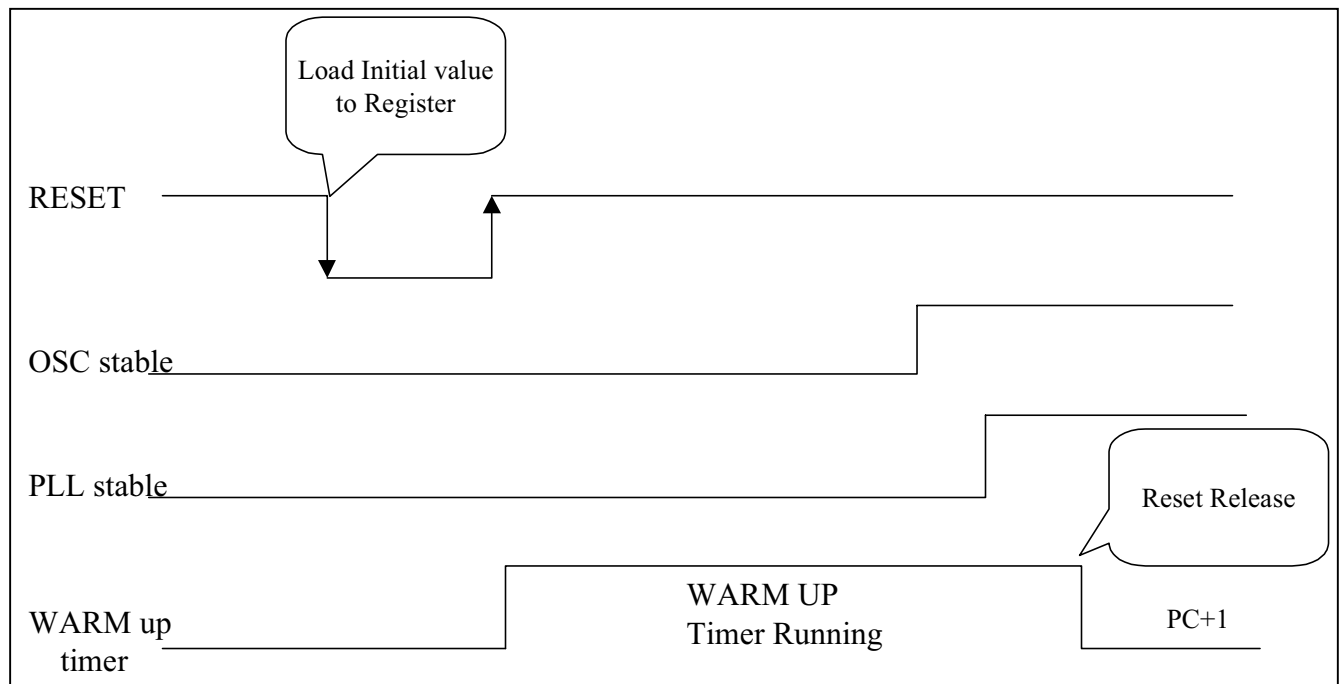 Load Initial value
to Register
RESET
OSC stable
PLL stable
Reset Release
WARM up
timer
WARM UP
Timer Running
PC+1